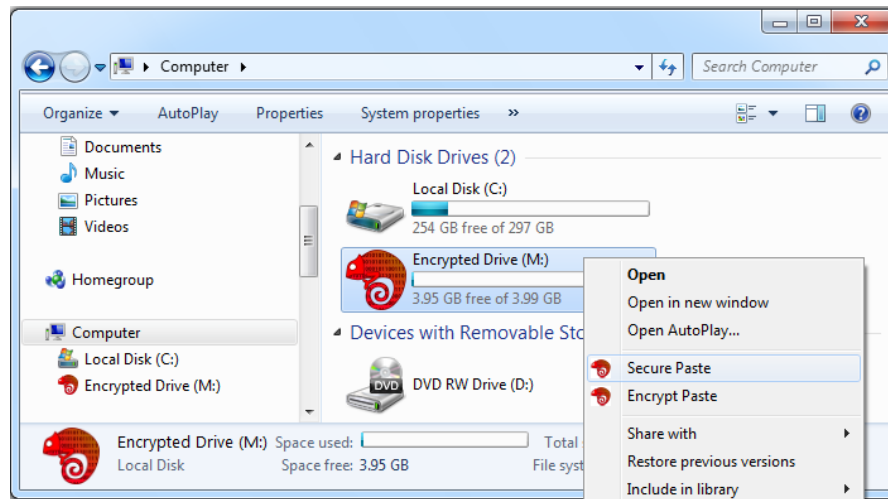 Computer
Search Computer
Organize
AutoPlay
Properties
System properties
»
Documents
Music
Pictures
Videos
Homegroup
Computer
Local Disk (C:)
Encrypted Drive (M:)
Hard Disk Drives (2)
Local Disk (C:)
254 GB free of 297 GB
Encrypted Drive (M:)
3.95 GB free of 3.99 GB
Devices with Removable Sto
DVD
DVD RW Drive (D:)
Open
Open in new window
Open AutoPlay...
Secure Paste
Encrypt Paste
Share with
Restore previous versions
Include in library
Encrypted Drive (M:) Space used: Total
Local Disk Space free: 3.95 GB File syst